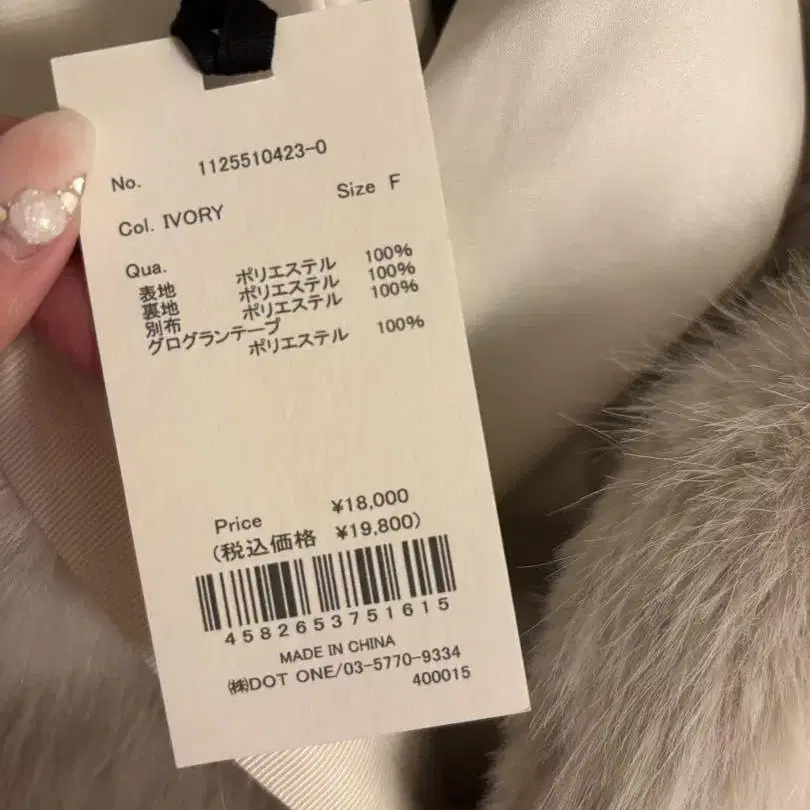 No. 1125510423-0
Size F
Col. IVORY
Qua.
表地 ポリエステル 100%
裏地 ポリエステル 100%
別布 ポリエステル 100%
グログランテープ
ポリエステル 100%
Price ¥18,000
(税込価格 ¥19,800)
4582653751615
MADE IN CHINA
㈱DOT ONE/03-5770-9334
400015